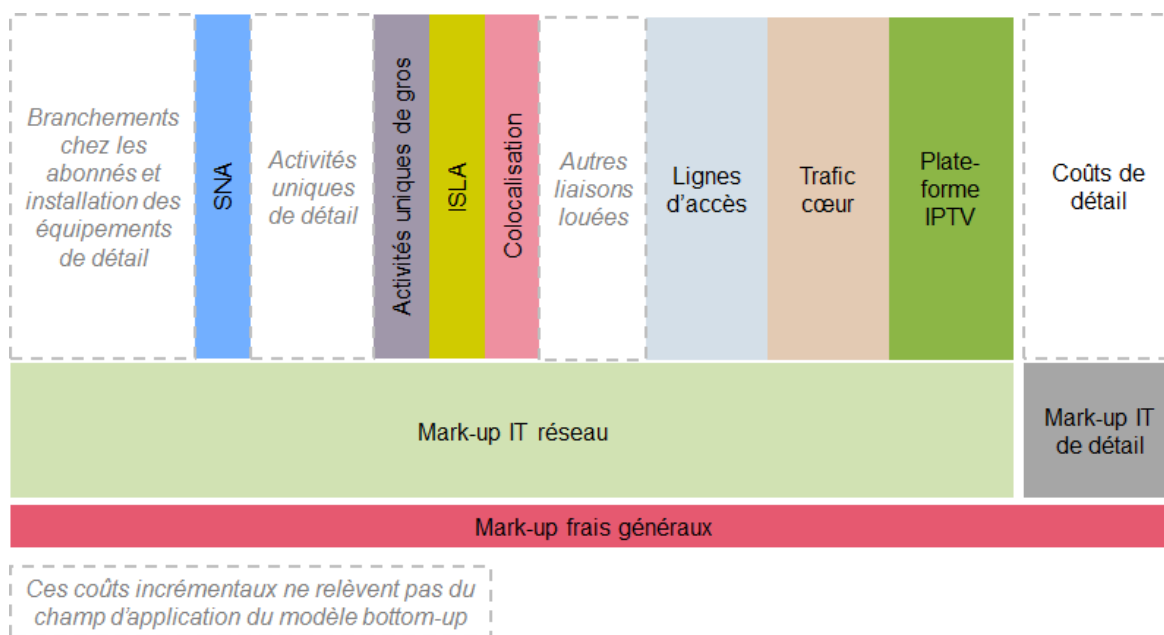 Branchements
chez les
abonnés et
installation des
équipements
de détail
SNA
Activités
uniques
de détail
Activités uniques de gros
ISLA
Colocalisation
Autres
liaisons
louées
Lignes
d’accès
Trafic
cœur
Plate-
forme
IPTV
Coûts de
détail
Mark-up IT réseau
Mark-up IT
de détail
Mark-up frais généraux
Ces coûts incrémentaux ne relèvent pas du
champ d’application du modèle bottom-up